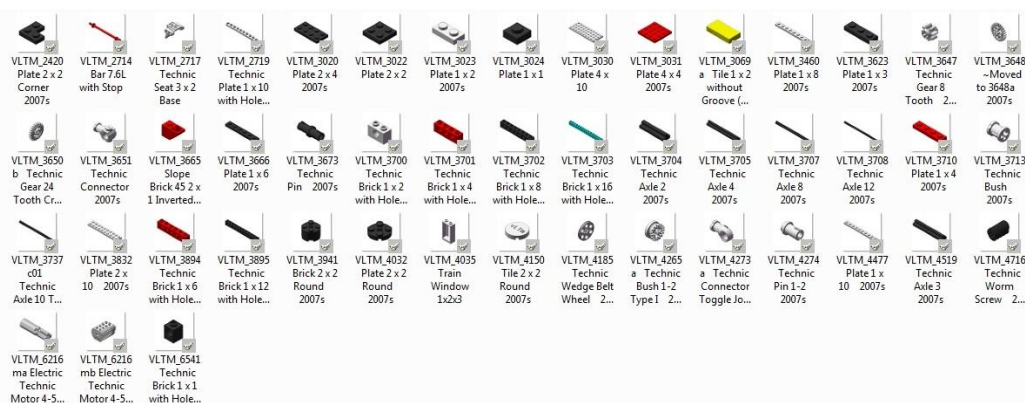 VLTM_2420
Plate 2 x 2
Corner
2007s
VLTM_2714
Bar 7.6L
with Stop
VLTM_2717
Technic
Seat 3 x 2
Base
VLTM_2719
Technic
Plate 1 x 10
with Hole...
VLTM_3020
Plate 2 x 4
2007s
VLTM_3022
Plate 2 x 2
VLTM_3023
Plate 1 x 2
2007s
VLTM_3024
Plate 1 x 1
VLTM_3030
Plate 4 x
10
VLTM_3031
Plate 4 x 4
2007s
VLTM_3069
a Tile 1 x 2
without
Groove (...
VLTM_3460
Plate 1 x 8
2007s
VLTM_3623
Plate 1 x 3
2007s
VLTM_3647
Technic
Gear 8
Tooth 2...
VLTM_3648
~Moved
to 3648a
2007s
VLTM_3650
b Technic
Gear 24
Tooth Cr...
VLTM_3651
Technic
Connector
2007s
VLTM_3665
Slope
Brick 45 2 x
1 Inverted...
VLTM_3666
Plate 1 x 6
2007s
VLTM_3673
Technic
Pin 2007s
VLTM_3700
Technic
Brick 1 x 2
with Hole...
VLTM_3701
Technic
Brick 1 x 4
with Hole...
VLTM_3702
Technic
Brick 1 x 8
with Hole...
VLTM_3703
Technic
Brick 1 x 16
with Hole...
VLTM_3704
Technic
Axle 2
2007s
VLTM_3705
Technic
Axle 4
2007s
VLTM_3707
Technic
Axle 8
2007s
VLTM_3708
Technic
Axle 12
2007s
VLTM_3710
Plate 1 x 4
2007s
VLTM_3713
Technic
Bush
2007s
VLTM_3737
c01
Technic
Axle 10 T...
VLTM_3832
Plate 2 x
10 2007s
VLTM_3894
Technic
Brick 1 x 6
with Hole...
VLTM_3895
Technic
Brick 1 x 12
with Hole...
VLTM_3941
Brick 2 x 2
Round
2007s
VLTM_4032
Plate 2 x 2
Round
2007s
VLTM_4035
Train
Window
1x2x3
VLTM_4150
Tile 2 x 2
Round
2007s
VLTM_4185
Technic
Wedge Belt
Wheel 2...
VLTM_4265
a Technic
Bush 1-2
Type I 2...
VLTM_4273
a Technic
Connector
Toggle Jo...
VLTM_4274
Technic
Pin 1-2
2007s
VLTM_4477
Plate 1 x
10 2007s
VLTM_4519
Technic
Axle 3
2007s
VLTM_4716
Technic
Worm
Screw 2...
VLTM_6216
ma Electric
Technic
Motor 4-5...
VLTM_6216
mb Electric
Technic
Motor 4-5...
VLTM_6541
Technic
Brick 1 x 1
with Hole...